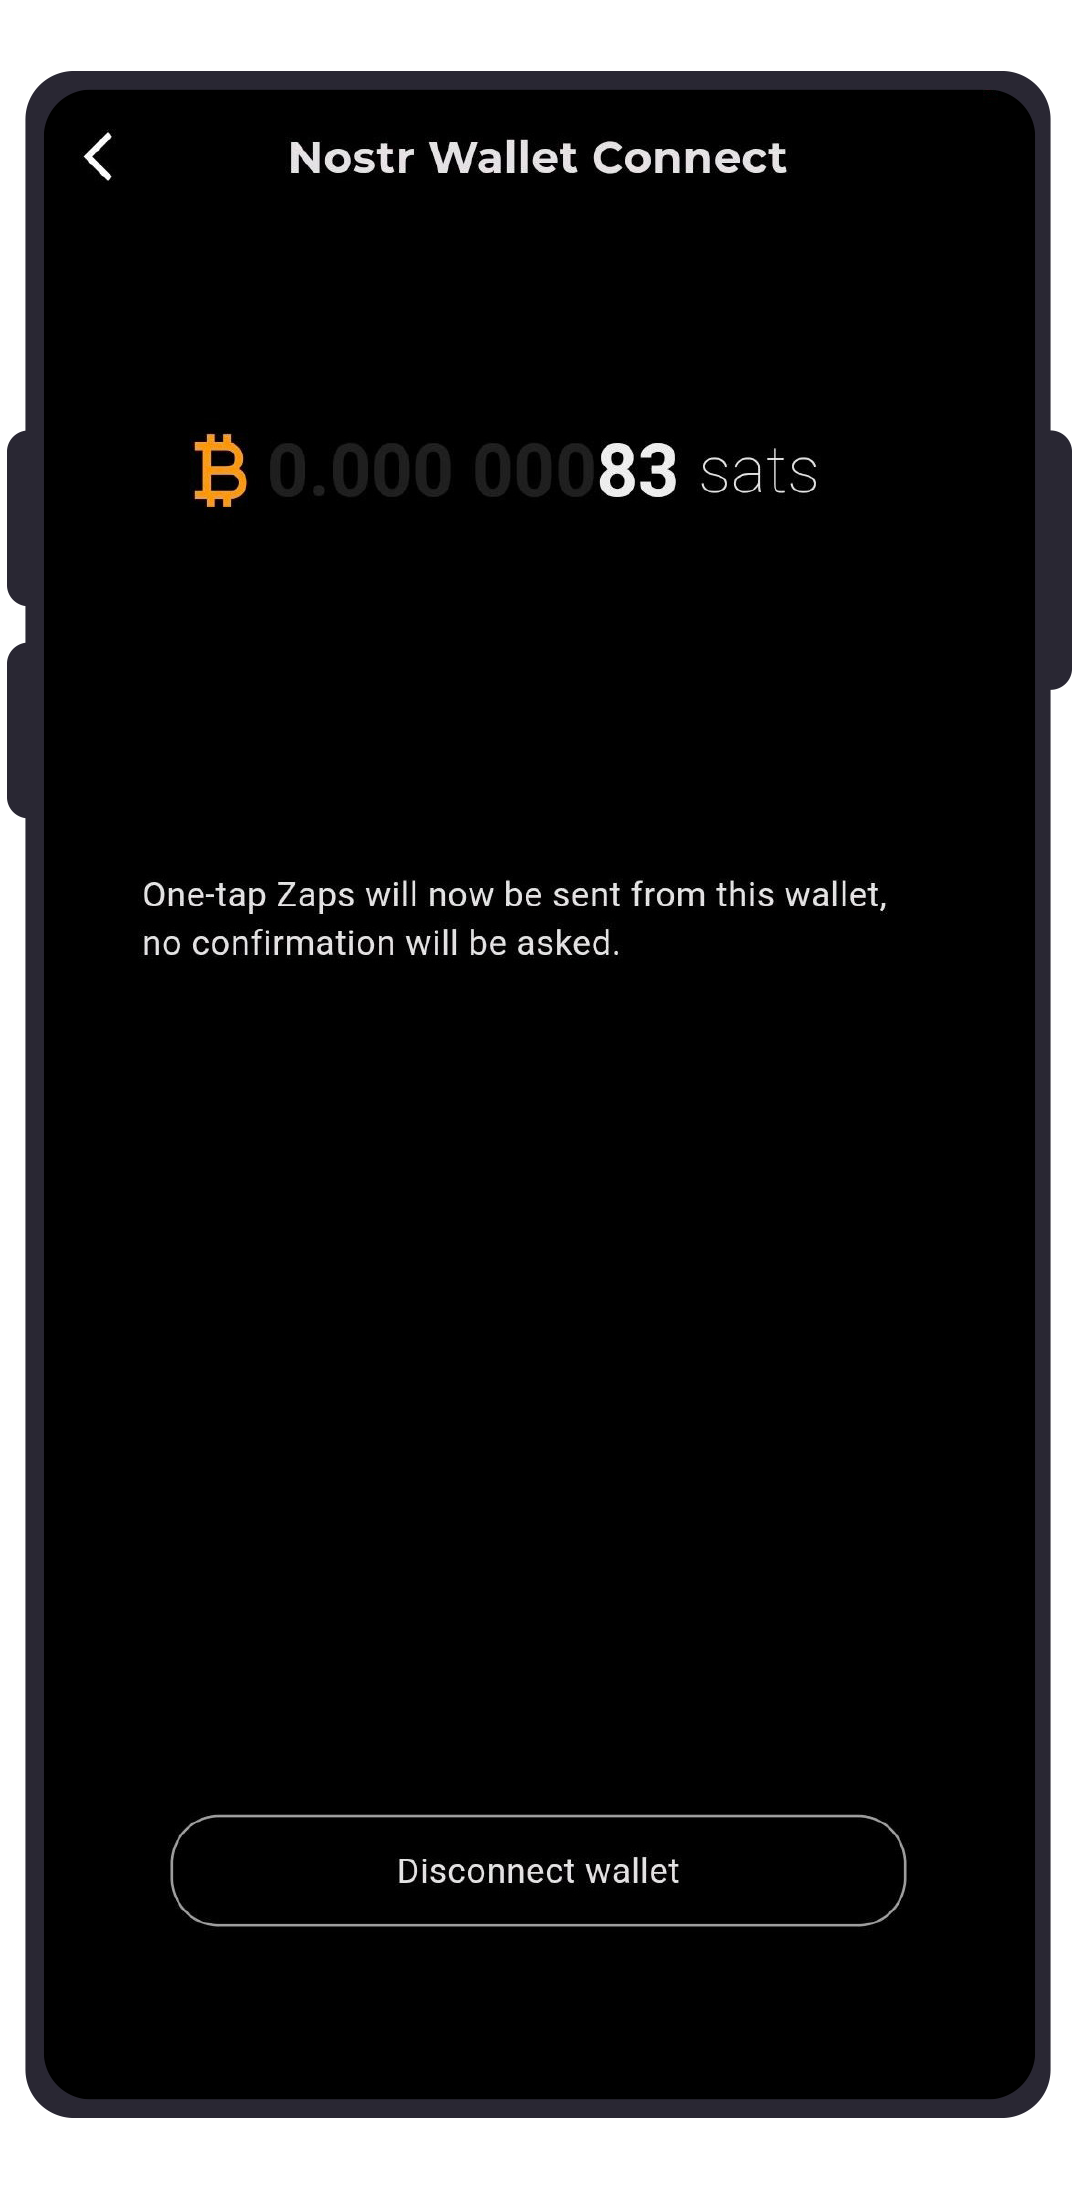 Nostr Wallet Connect
₿ 0.000 00083 sats
One-tap Zaps will now be sent from this wallet,
no confirmation will be asked.
Disconnect wallet